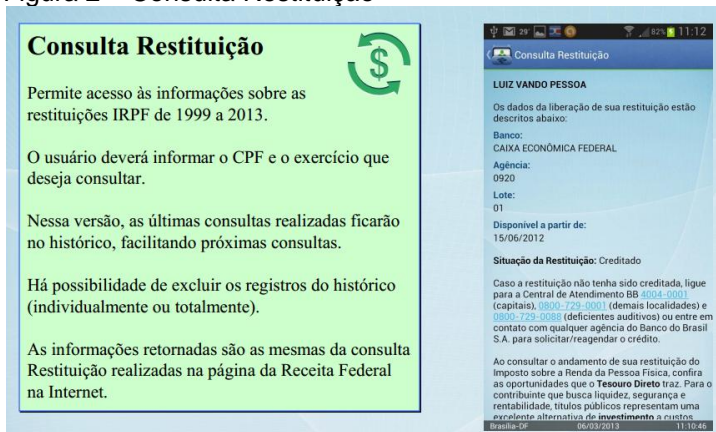 Figura 2 – Consulta Restituição
Consulta Restituição
$
Permite acesso às informações sobre as
restituições IRPF de 1999 a 2013.
O usuário deverá informar o CPF e o exercício que
deseja consultar.
Nessa versão, as últimas consultas realizadas ficarão
no histórico, facilitando próximas consultas.
Há possibilidade de excluir os registros do histórico
(individualmente ou totalmente).
As informações retornadas são as mesmas da consulta
Restituição realizadas na página da Receita Federal
na Internet.
29° 82% 11:12
Consulta Restituição
LUIZ VANDO PESSOA
Os dados da liberação de sua restituição estão
descritos abaixo:
Banco:
CAIXA ECONÔMICA FEDERAL
Agência:
0920
Lote:
01
Disponível a partir de:
15/06/2012
Situação da Restituição: Creditado
Caso a restituição não tenha sido creditada, ligue
para a Central de Atendimento BB 4004-0001
(capitais), 0800-729-0001 (demais localidades) e
0800-729-0088 (deficientes auditivos) ou entre em
contato com qualquer agência do Banco do Brasil
S.A. para solicitar/reagendar o crédito.
Ao consultar o andamento de sua restituição do
Imposto sobre a Renda da Pessoa Física, confira
as oportunidades que o Tesouro Direto traz. Para o
contribuinte que busca liquidez, segurança e
rentabilidade, títulos públicos representam uma
excelente alternativa de investimento a custos
Brasília-DF 06/03/2013 11:10:46